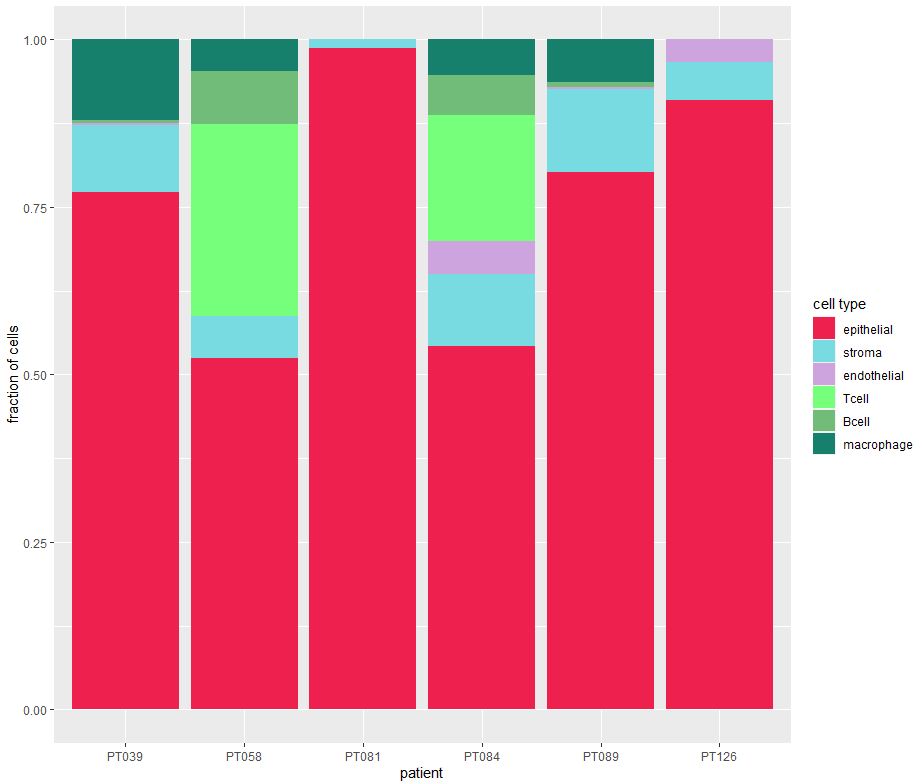 1.00
0.75
0.50
0.25
0.00
fraction of cells
PT039 PT058 PT081 PT084 PT089 PT126
patient
cell type
epithelial
stroma
endothelial
Tcell
Bcell
macrophage